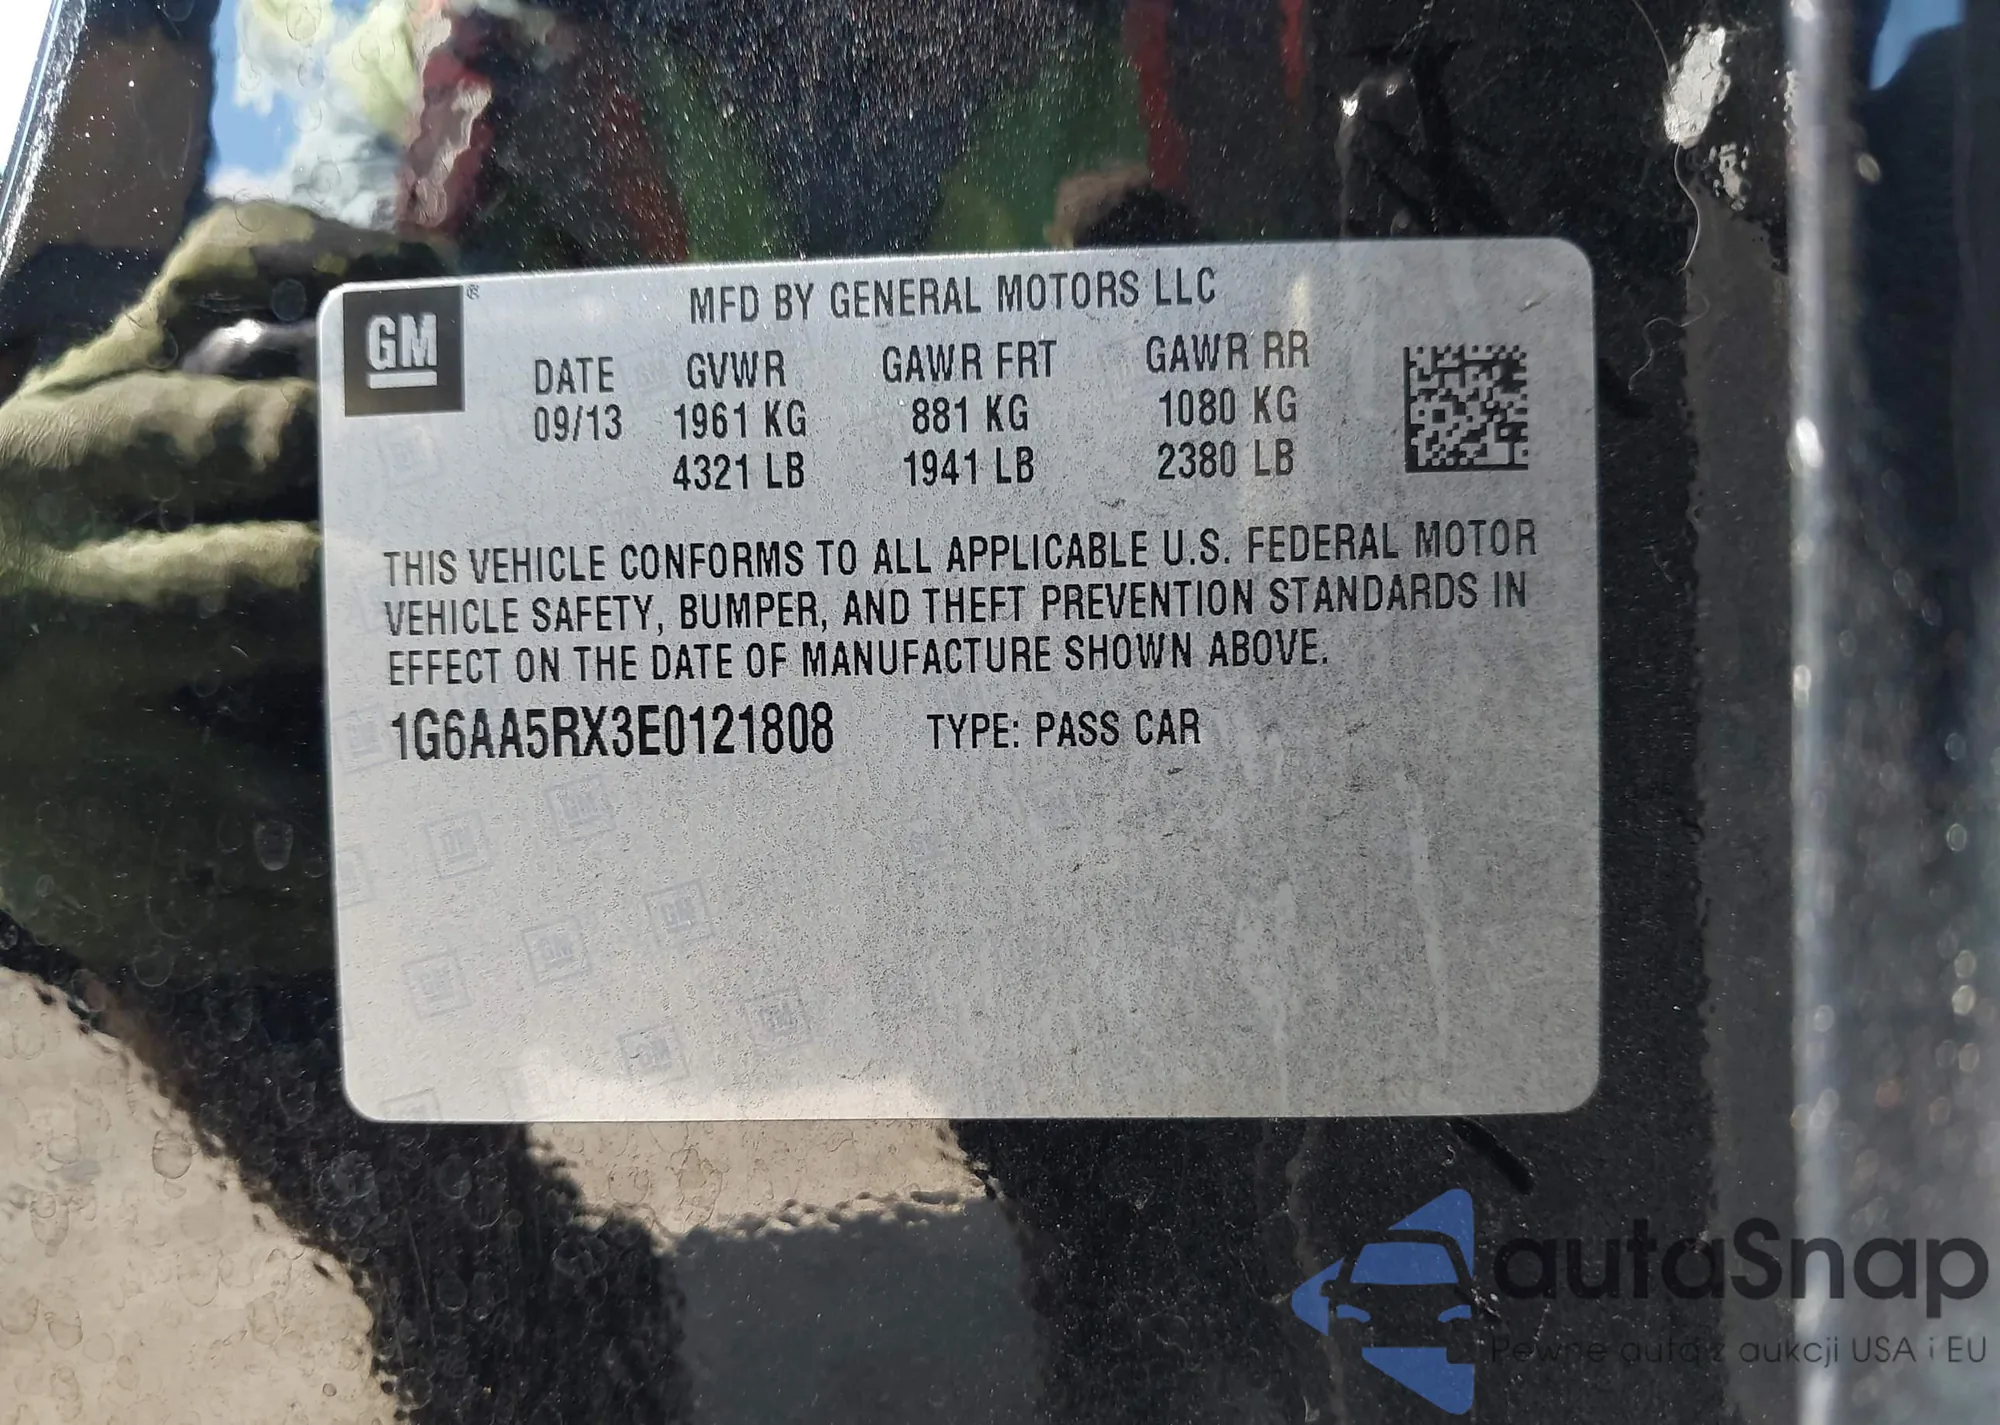 GM®
MFD BY GENERAL MOTORS LLC
DATE GVWR GAWR FRT GAWR RR
09/13 1961 KG 881 KG 1080 KG
4321 LB 1941 LB 2380 LB
THIS VEHICLE CONFORMS TO ALL APPLICABLE U.S. FEDERAL MOTOR
VEHICLE SAFETY, BUMPER, AND THEFT PREVENTION STANDARDS IN
EFFECT ON THE DATE OF MANUFACTURE SHOWN ABOVE.
1G6AA5RX3E0121808 TYPE: PASS CAR
autaSnap
Pewne auta z aukcji USA i EU